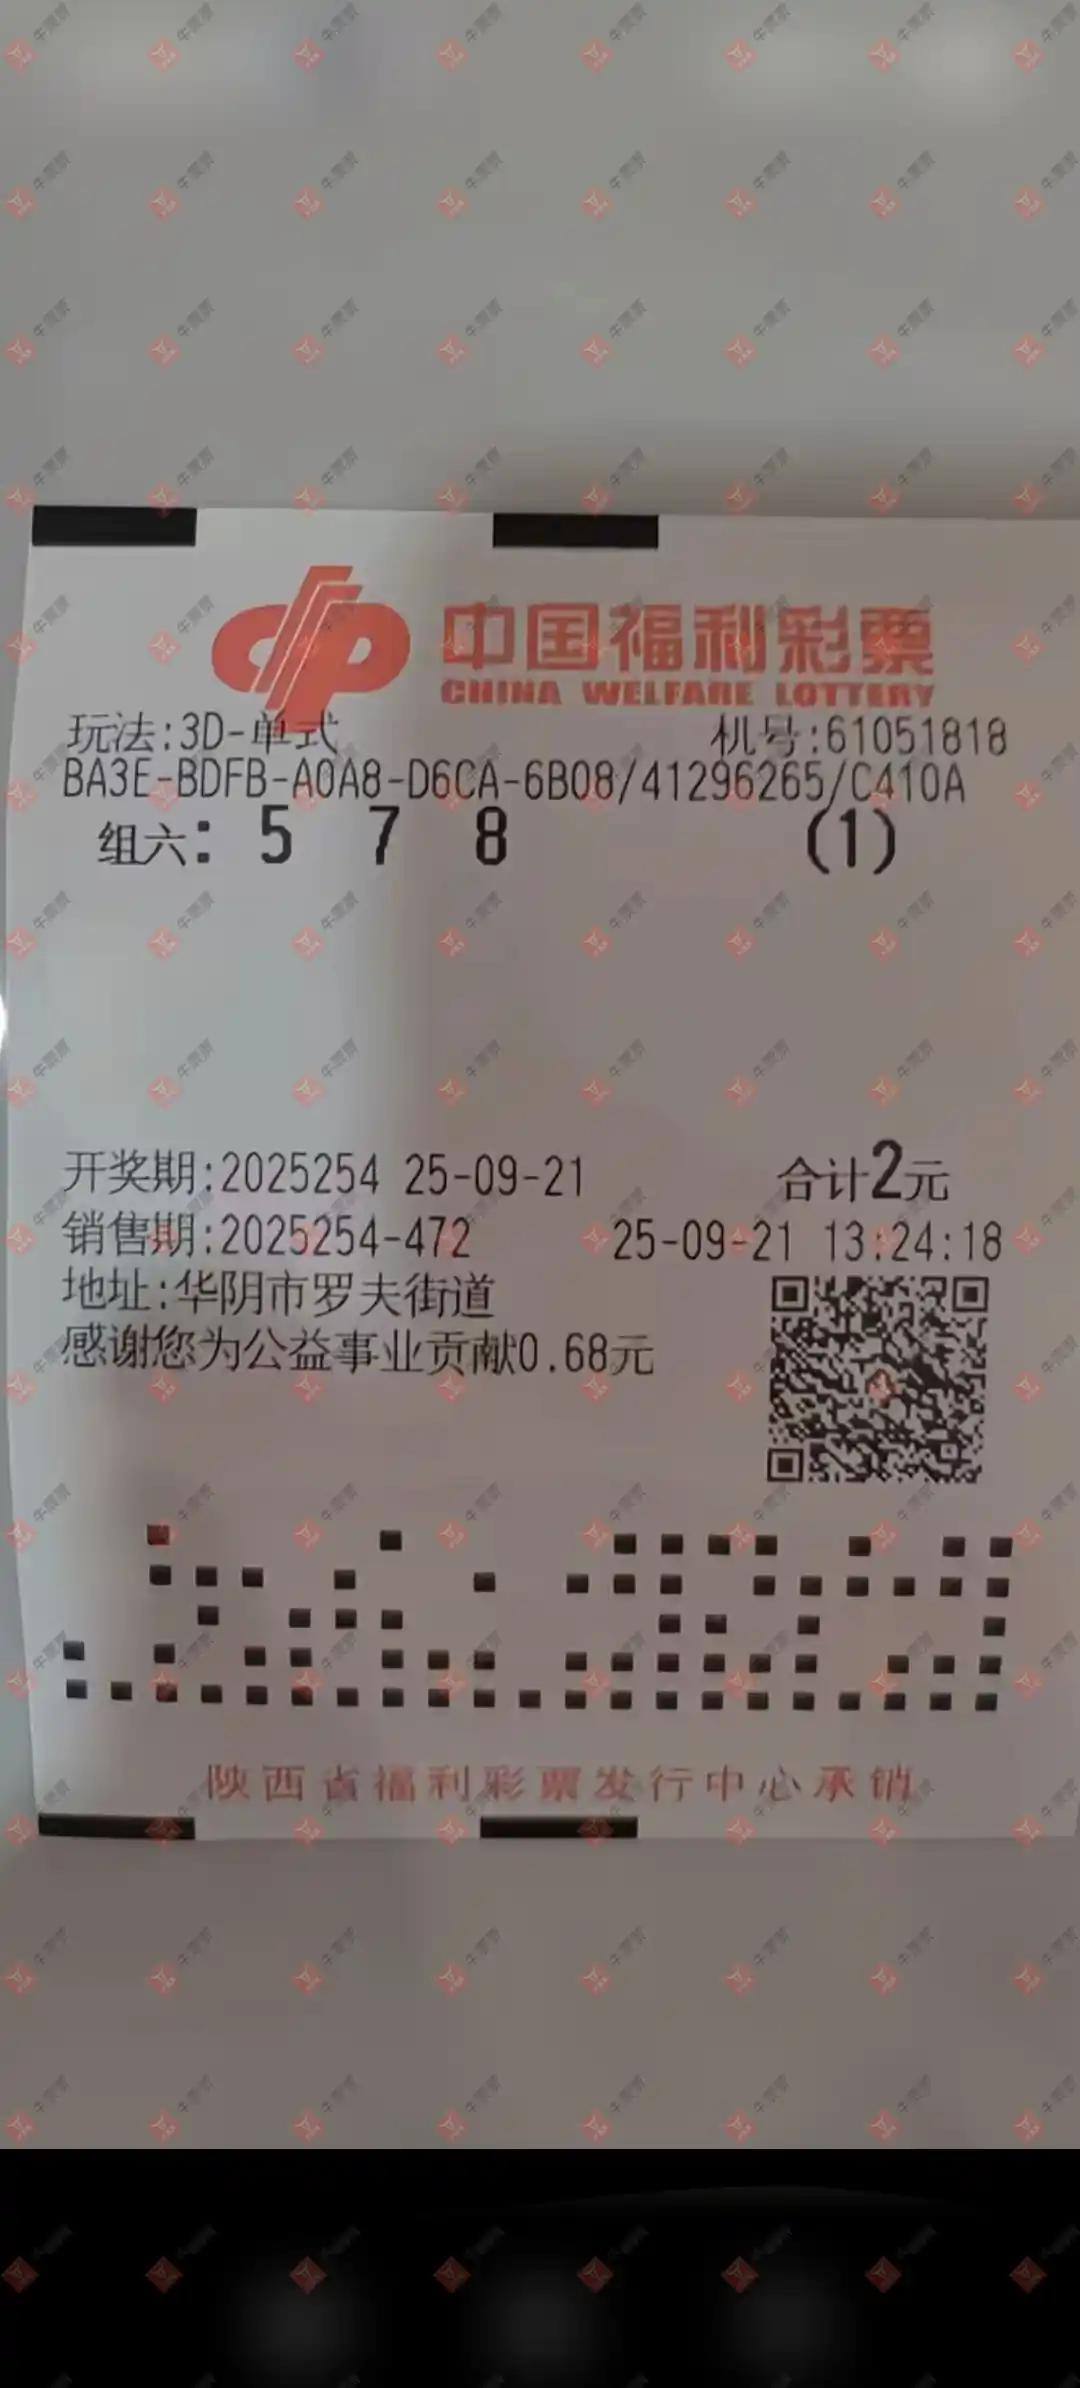 中国福利彩票
CHINA WELFARE LOTTERY
玩法:3D-单式 机号:61051818
BA3E-BDFB-A0A8-D6CA-6B08/41296265/C410A
组六: 5 7 8 (1)
开奖期:2025254 25-09-21 合计2元
销售期:2025254-472 25-09-21 13:24:18
地址:华阴市罗夫街道
感谢您为公益事业贡献0.68元
陕西省福利彩票发行中心承销